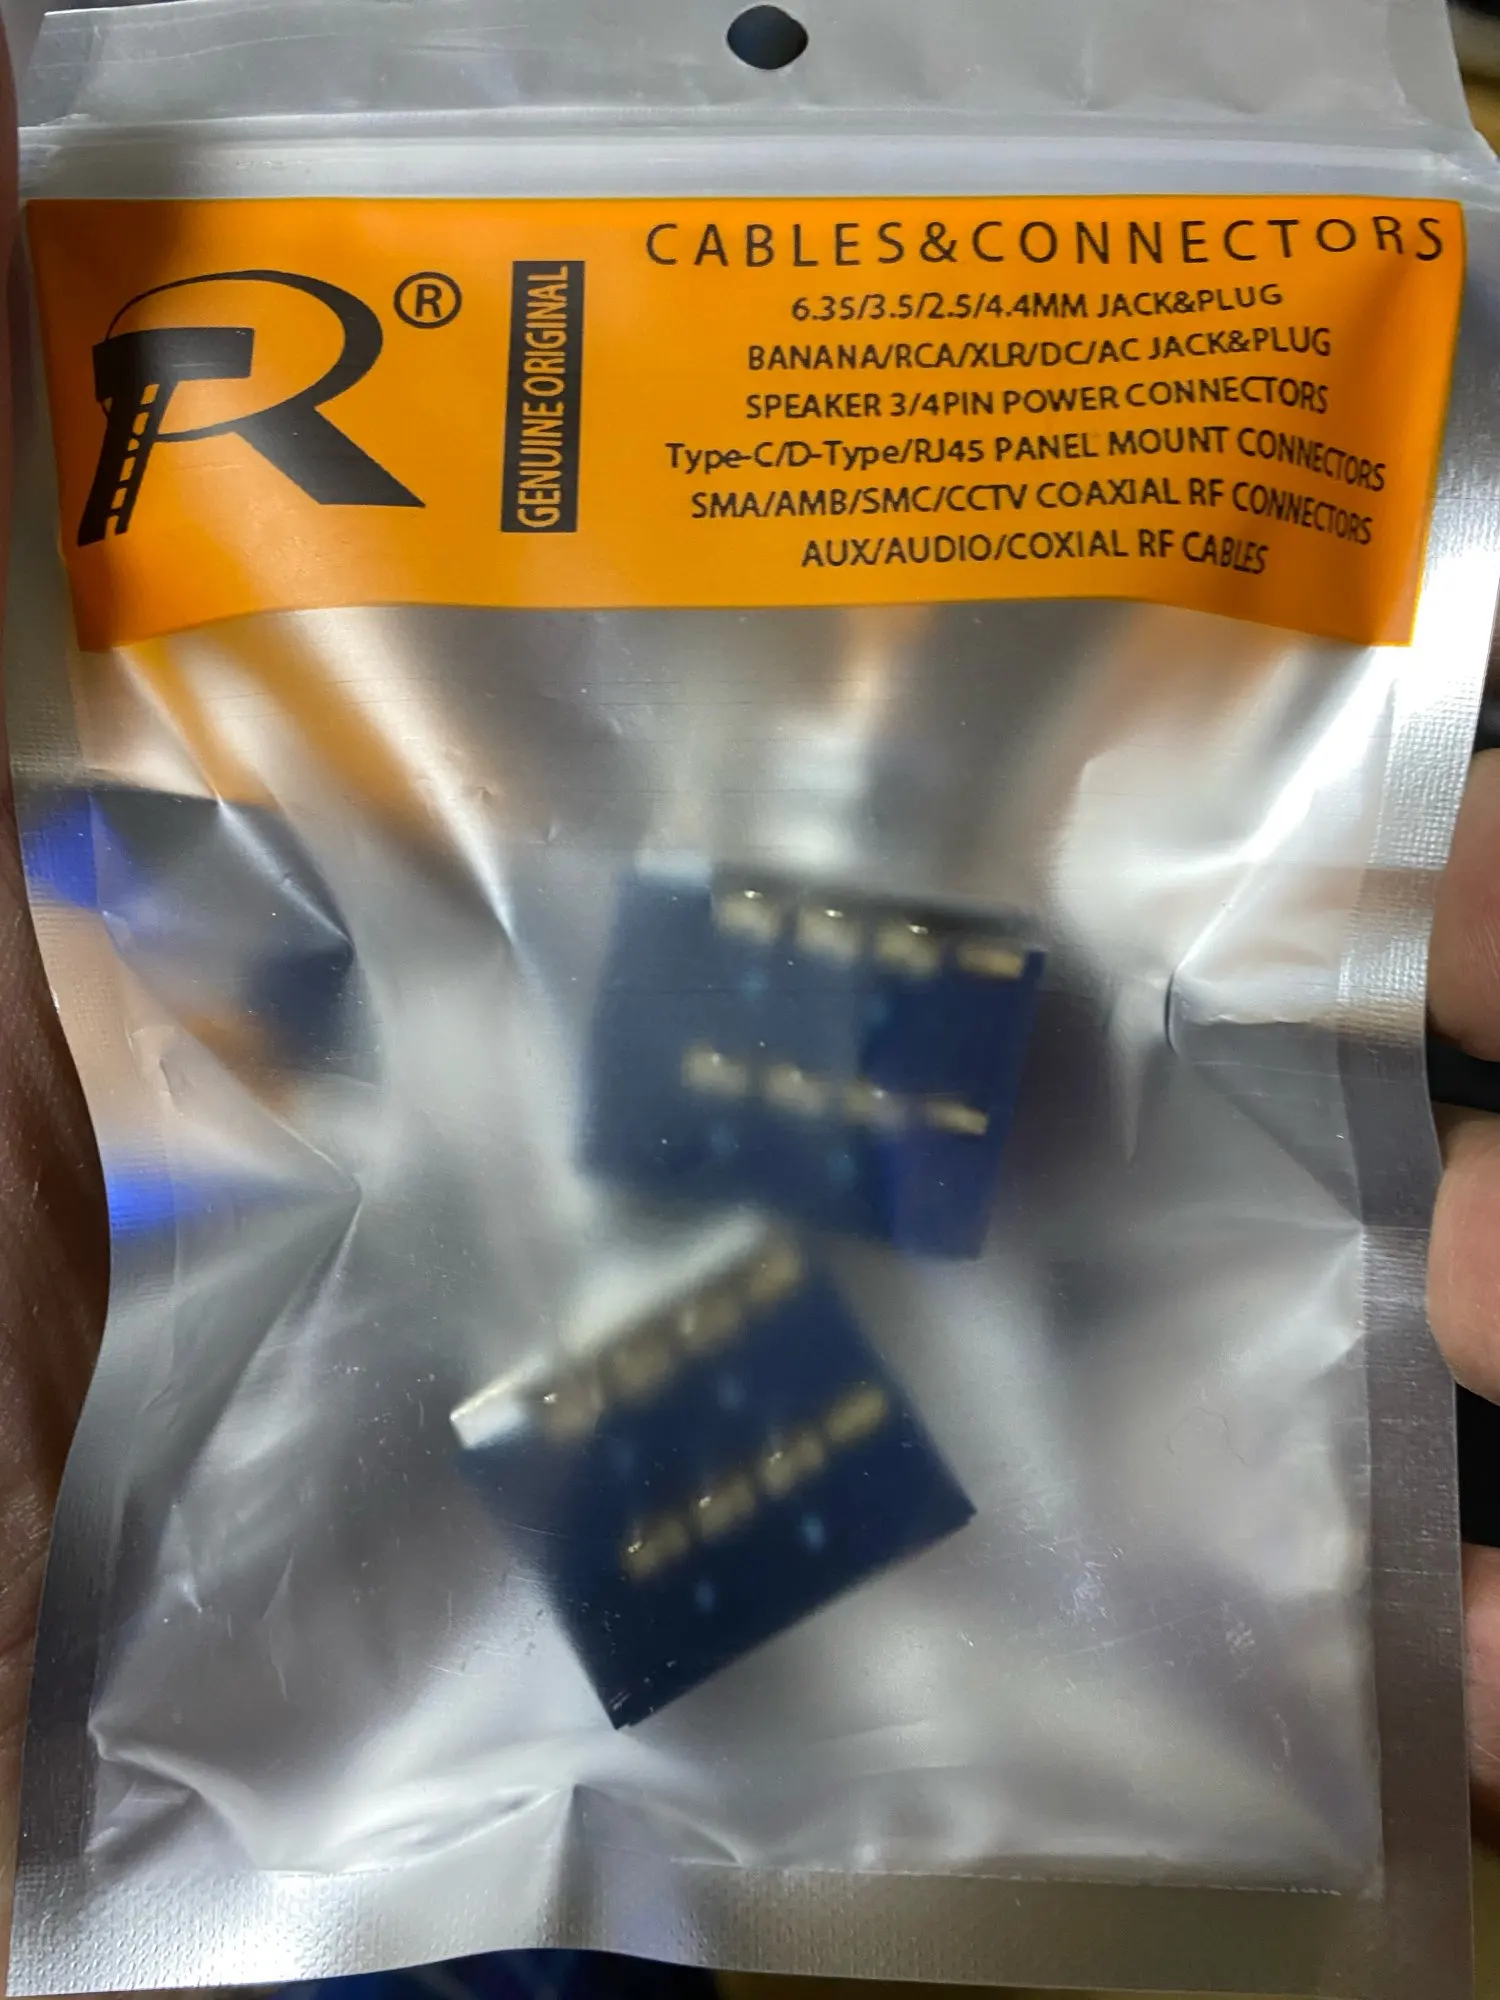 R®
GENUINE ORIGINAL
CABLES&CONNECTORS
6.35/3.5/2.5/4.4MM JACK&PLUG
BANANA/RCA/XLR/DC/AC JACK&PLUG
SPEAKER 3/4PIN POWER CONNECTORS
Type-C/D-Type/RJ45 PANEL MOUNT CONNECTORS
SMA/AMB/SMC/CCTV COAXIAL RF CONNECTORS
AUX/AUDIO/COXIAL RF CABLES